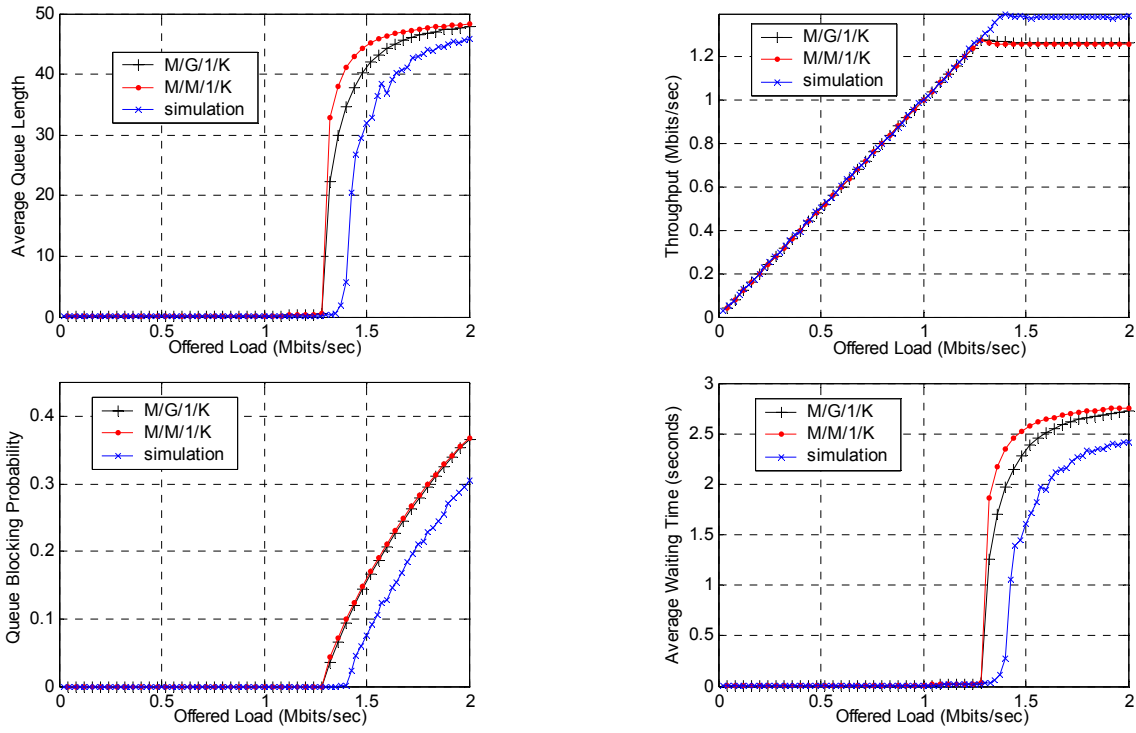 50
40
30
20
10
0
Average Queue Length
M/G/1/K
M/M/1/K
simulation
0
0.5
1
1.5
2
Offered Load (Mbits/sec)
1.2
1
0.8
0.6
0.4
0.2
0
Throughput (Mbits/sec)
M/G/1/K
M/M/1/K
simulation
0
0.5
1
1.5
2
Offered Load (Mbits/sec)
0.4
0.3
0.2
0.1
0
Queue Blocking Probability
M/G/1/K
M/M/1/K
simulation
0
0.5
1
1.5
2
Offered Load (Mbits/sec)
3
2.5
2
1.5
1
0.5
0
Average Waiting Time (seconds)
M/G/1/K
M/M/1/K
simulation
0
0.5
1
1.5
2
Offered Load (Mbits/sec)